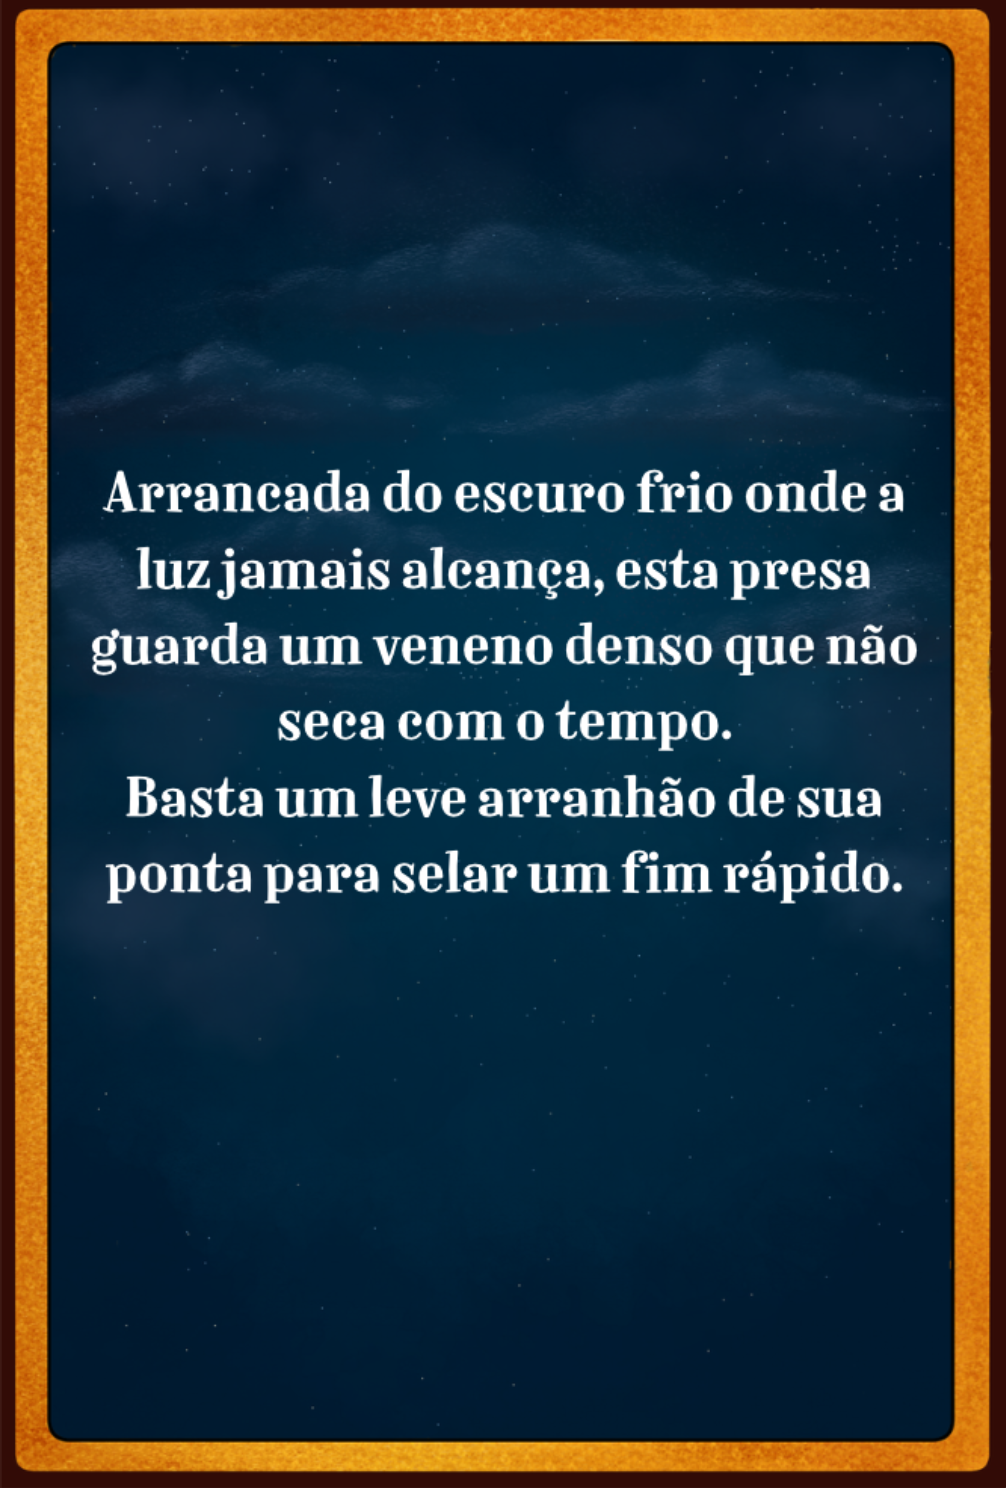 Arrancada do escuro frio onde a
luz jamais alcança, esta presa
guarda um veneno denso que não
seca com o tempo.
Basta um leve arranhão de sua
ponta para selar um fim rápido.